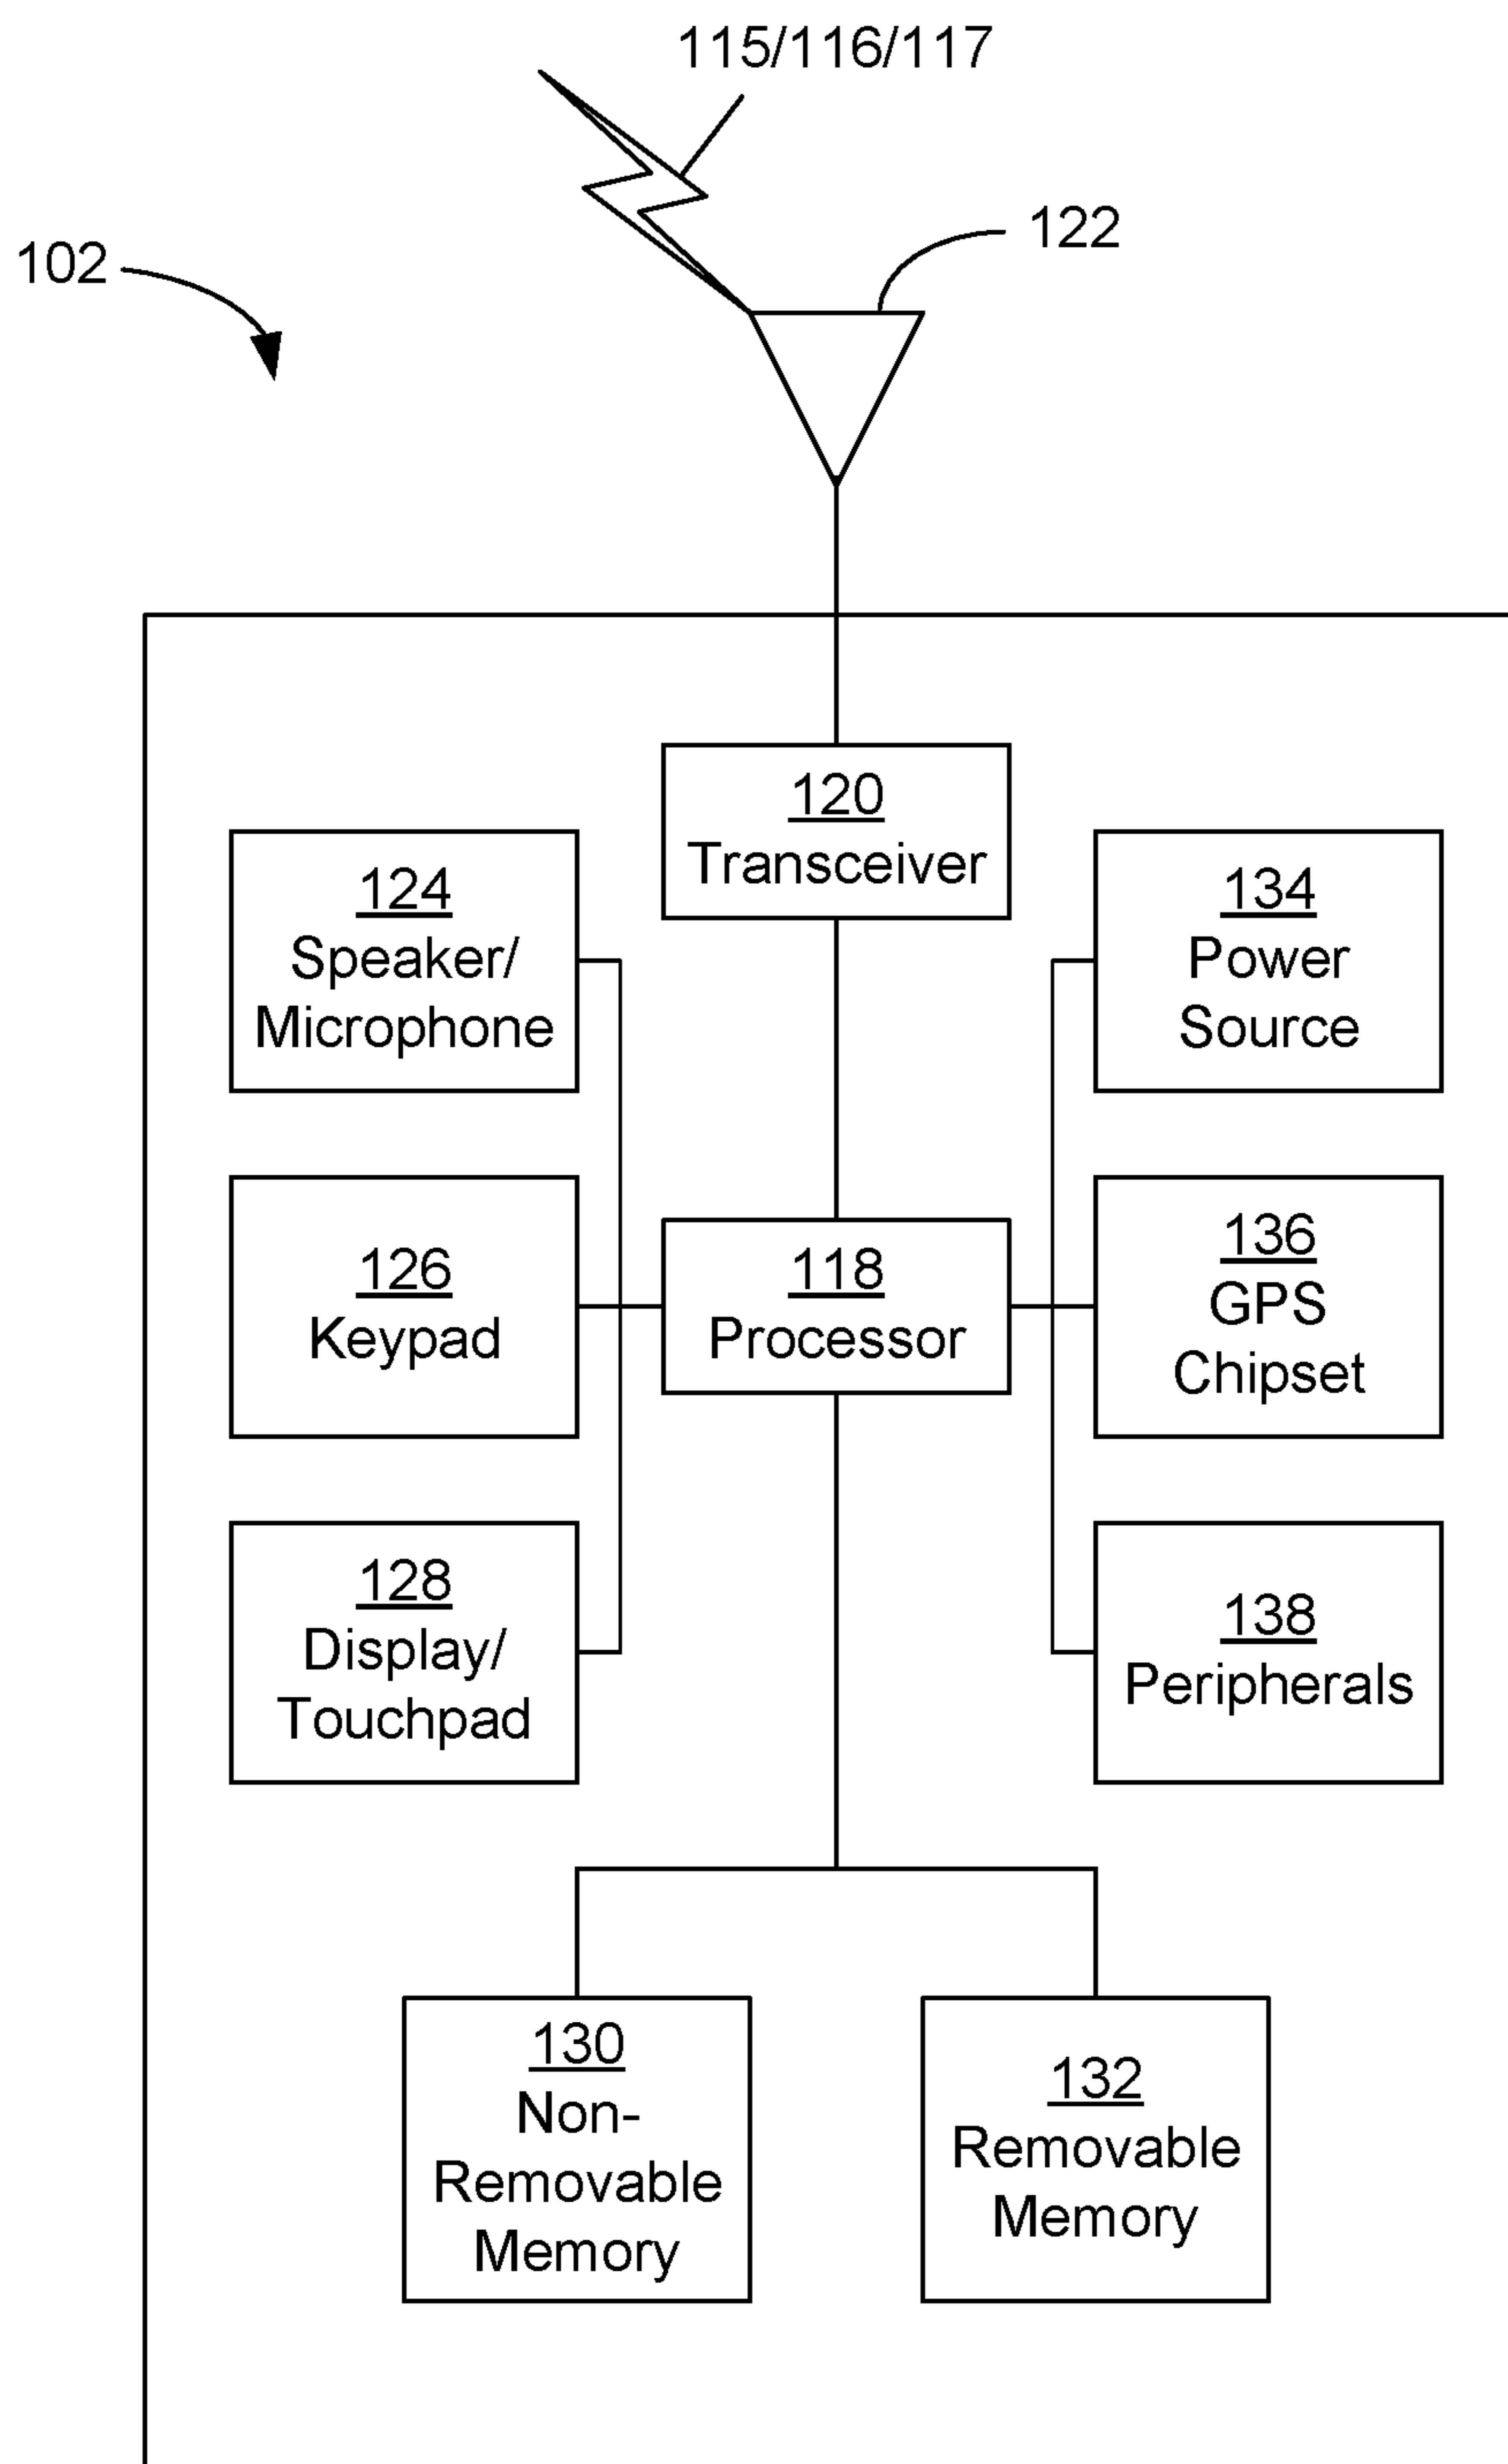 115/116/117
122
102
120
Transceiver
124
Speaker/
Microphone
134
Power
Source
126
Keypad
118
Processor
136
GPS
Chipset
128
Display/
Touchpad
138
Peripherals
130
Non-
Removable
Memory
132
Removable
Memory